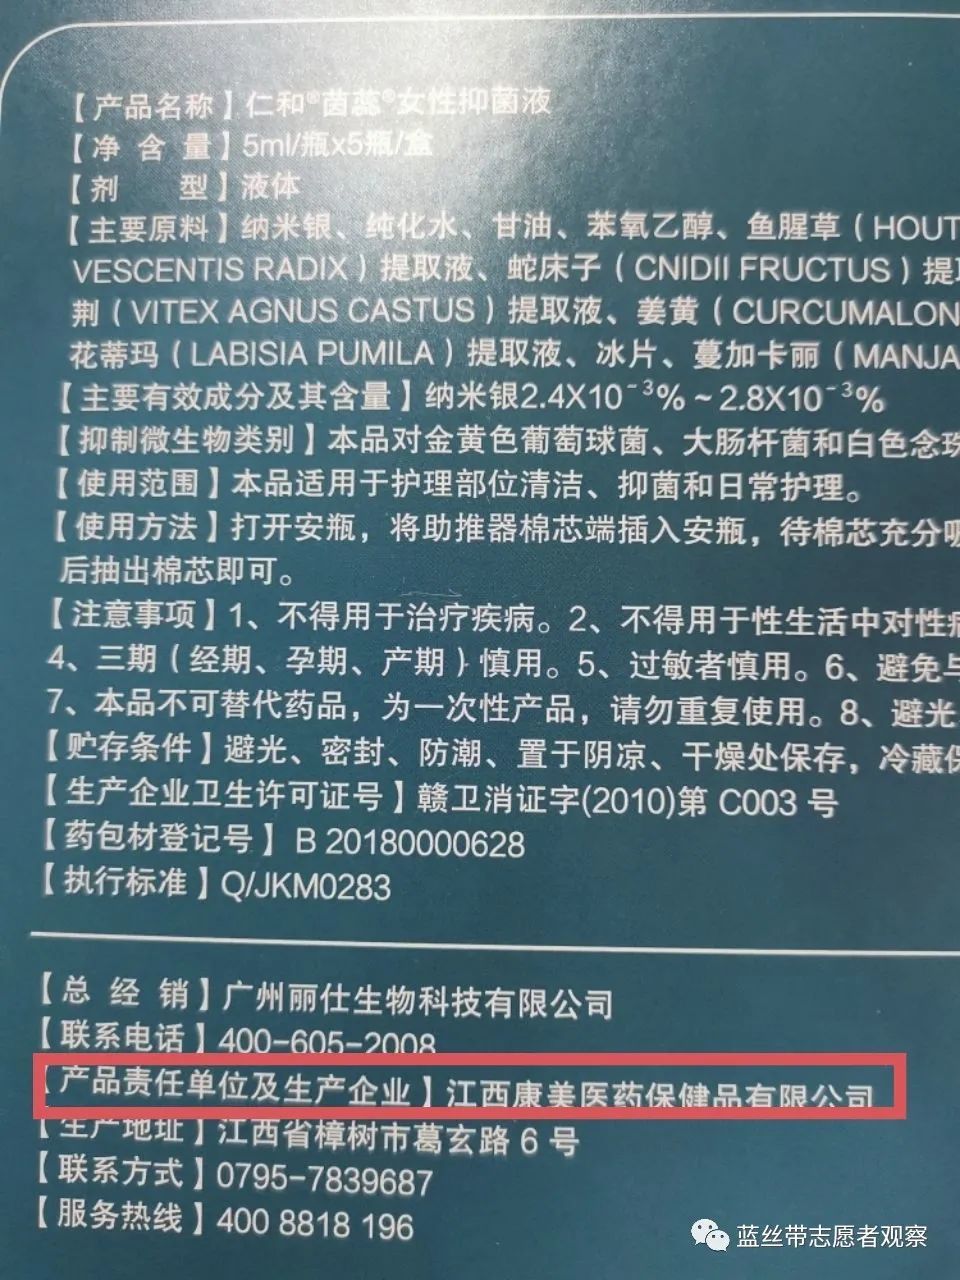 【产品名称】仁和®茵蕊®女性抑菌液
【净含量】5ml/瓶x5瓶/盒
【剂型】液体
【主要原料】纳米银、纯化水、甘油、苯氧乙醇、鱼腥草(HOUT
VESCENTIS RADIX)提取液、蛇床子(CNIDII FRUCTUS)提
荆(VITEX AGNUS CASTUS)提取液、姜黄(CURCUMALON
花蒂玛(LABISIA PUMILA)提取液、冰片、蔓加卡丽(MANJA
【主要有效成分及其含量】纳米银2.4X10⁻³%~2.8X10⁻³%
【抑制微生物类别】本品对金黄色葡萄球菌、大肠杆菌和白色念珠
【使用范围】本品适用于护理部位清洁、抑菌和日常护理。
【使用方法】打开安瓶，将助推器棉芯端插入安瓶，待棉芯充分吸
后抽出棉芯即可。
【注意事项】1、不得用于治疗疾病。2、不得用于性生活中对性病
4、三期(经期、孕期、产期)慎用。5、过敏者慎用。6、避免与
7、本品不可替代药品，为一次性产品，请勿重复使用。8、避光
【贮存条件】避光、密封、防潮、置于阴凉、干燥处保存，冷藏保
【生产企业卫生许可证号】赣卫消证字(2010)第 C003 号
【药包材登记号】B 20180000628
【执行标准】Q/JKM0283
【总经销】广州丽仕生物科技有限公司
【联系电话】400-605-2008
【产品责任单位及生产企业】江西康美医药保健品有限公司
【生产地址】江西省樟树市葛玄路 6 号
【联系方式】0795-7839687
【服务热线】400 8818 196
蓝丝带志愿者观察